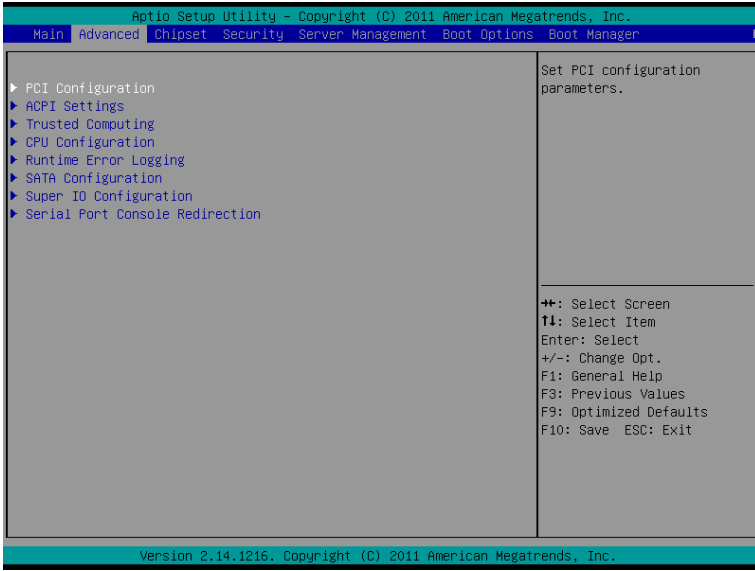 Aptio Setup Utility – Copyright (C) 2011 American Megatrends, Inc.
Main Advanced Chipset Security Server Management Boot Options Boot Manager
PCI Configuration
ACPI Settings
Trusted Computing
CPU Configuration
Runtime Error Logging
SATA Configuration
Super IO Configuration
Serial Port Console Redirection
Set PCI configuration
parameters.
→←: Select Screen
↑↓: Select Item
Enter: Select
+/-: Change Opt.
F1: General Help
F3: Previous Values
F9: Optimized Defaults
F10: Save ESC: Exit
Version 2.14.1216. Copyright (C) 2011 American Megatrends, Inc.